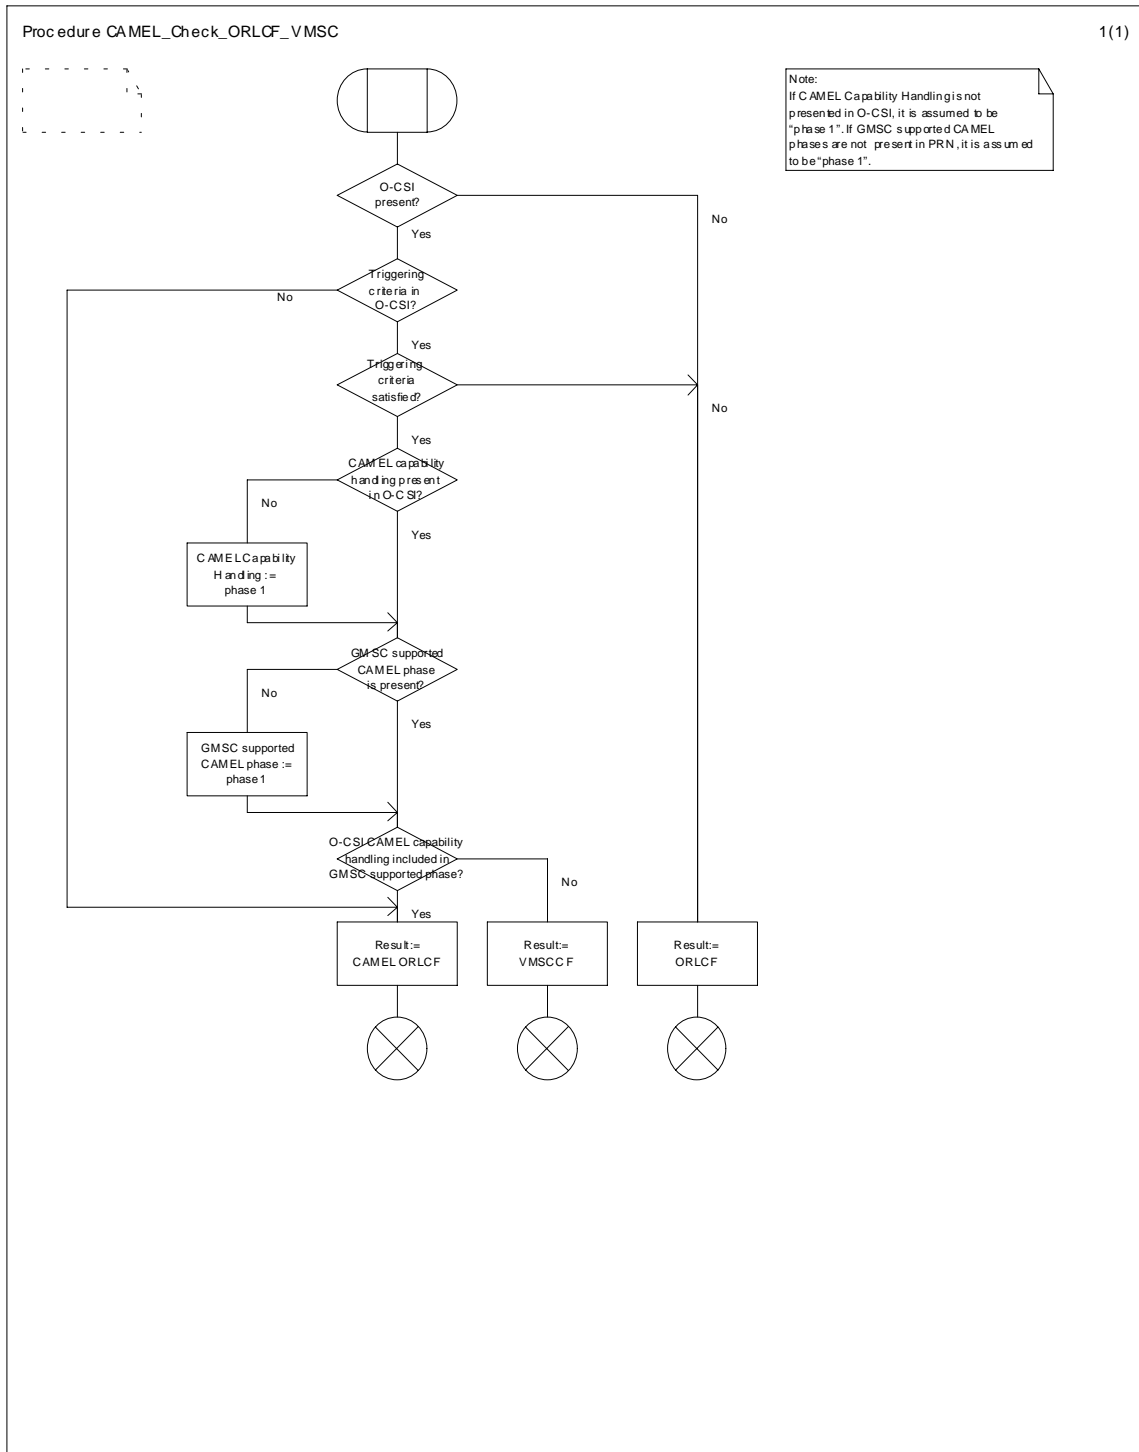 Procedure CAMEL_Check_ORLCF_VMSC
1(1)
Note:
If CAMEL Capability Handling is not
presented in O-CSI, it is assumed to be
"phase 1". If GMSC supported CAMEL
phases are not present in PRN, it is assumed
to be "phase 1".
O-CSI
present?
No
Yes
Triggering
criteria in
O-CSI?
No
Yes
Triggering
criteria
satisfied?
No
Yes
CAMEL capability
handling present
in O-CSI?
No
Yes
CAMEL Capability
Handling :=
phase 1
GMSC supported
CAMEL phase
is present?
No
Yes
GMSC supported
CAMEL phase :=
phase 1
O-CSI CAMEL capability
handling included in
GMSC supported phase?
No
Yes
Result:=
CAMEL ORLCF
Result:=
VMSCCF
Result:=
ORLCF